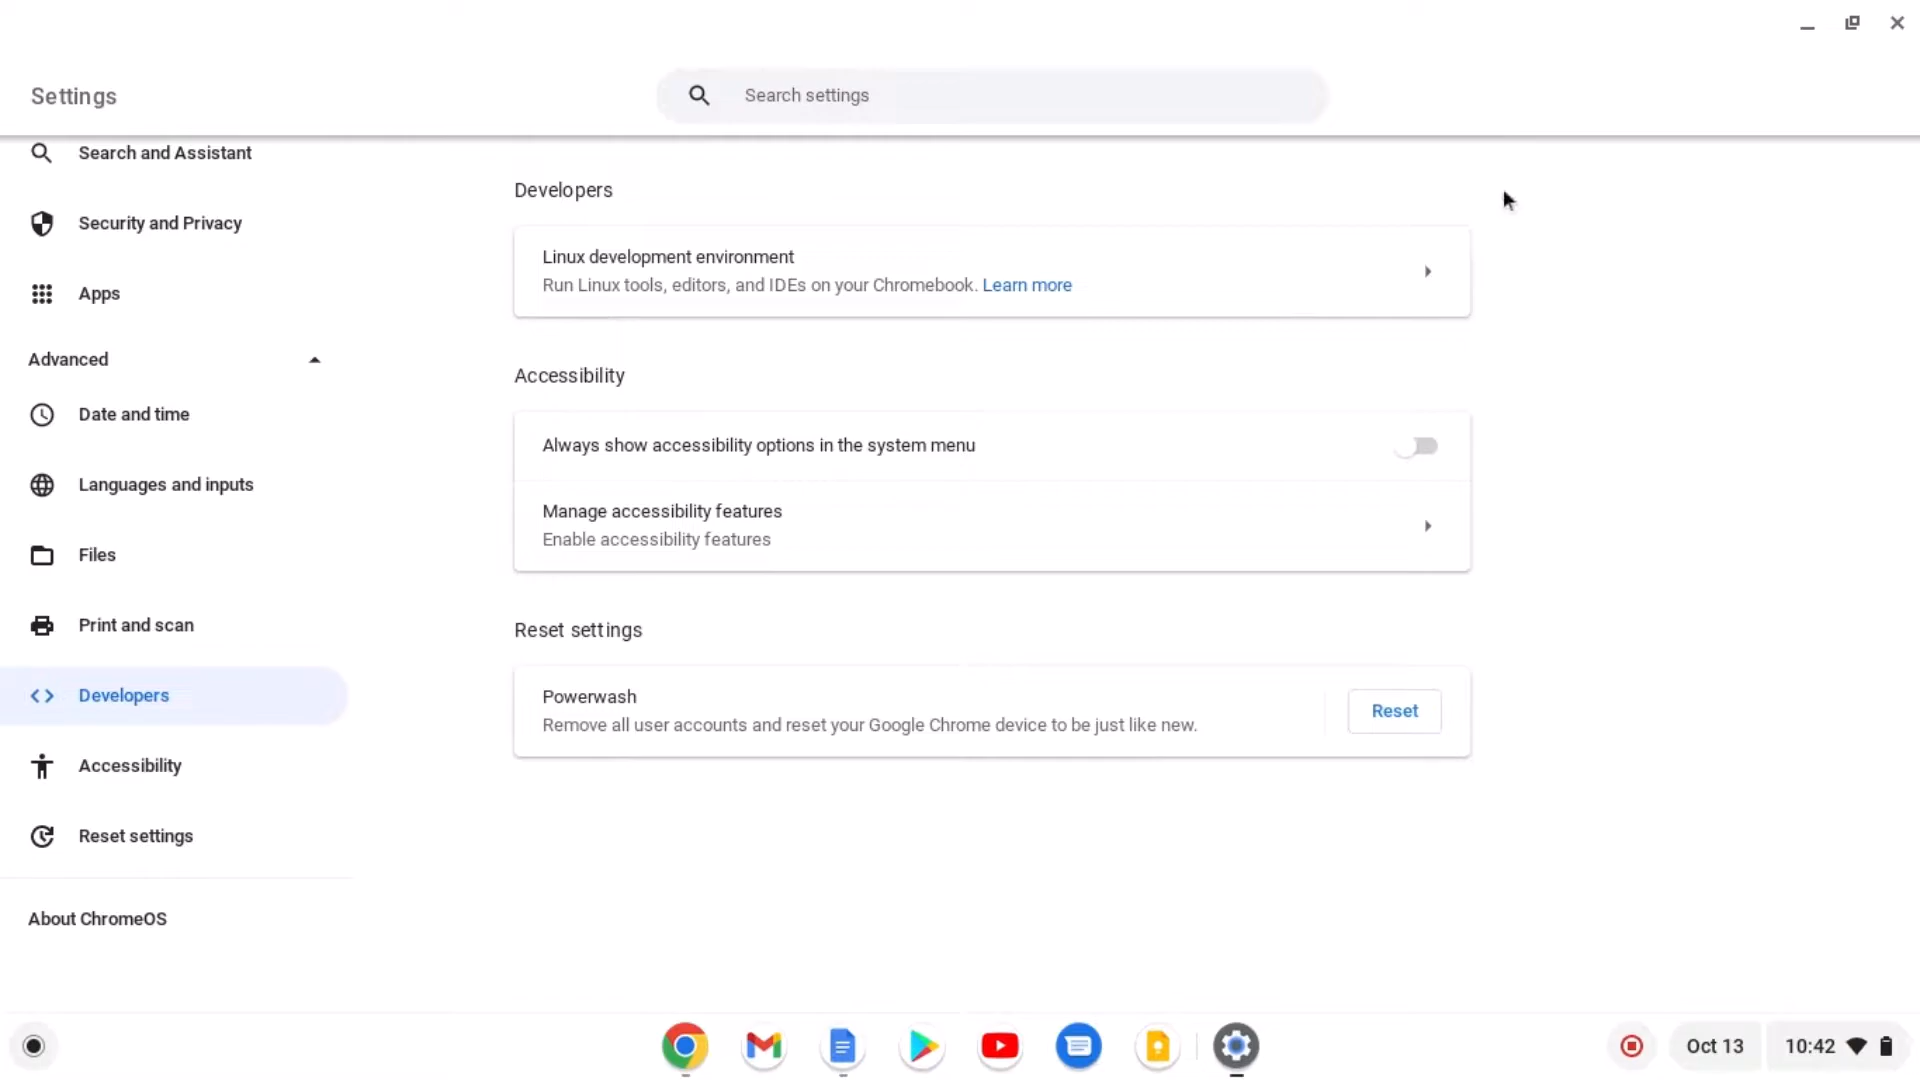 Settings
Search settings
Search and Assistant
Security and Privacy
Apps
Advanced
Date and time
Languages and inputs
Files
Print and scan
Developers
Accessibility
Reset settings
About ChromeOS
Developers
Linux development environment
Run Linux tools, editors, and IDEs on your Chromebook. Learn more
Accessibility
Always show accessibility options in the system menu
Manage accessibility features
Enable accessibility features
Reset settings
Powerwash
Remove all user accounts and reset your Google Chrome device to be just like new.
Reset
Oct 13
10:42